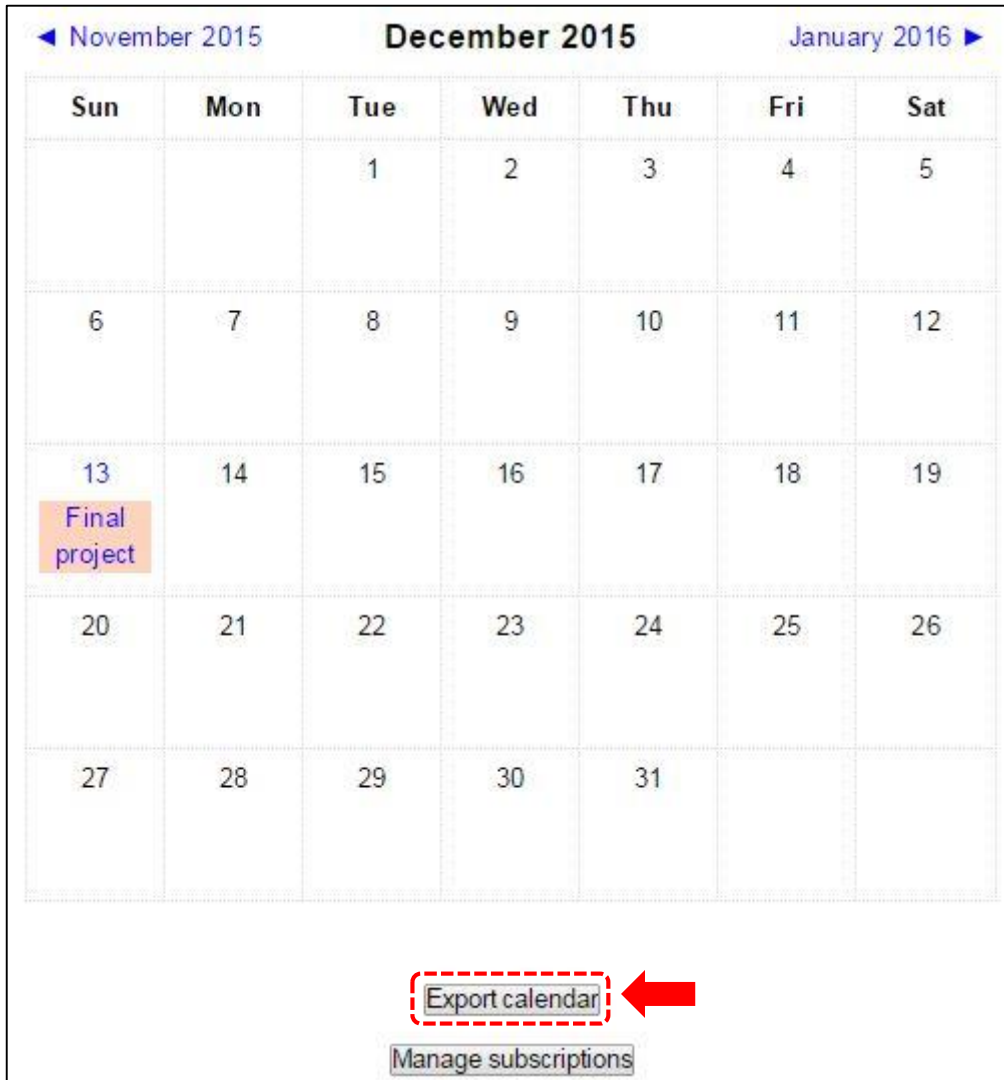 ◄ November 2015 December 2015 January 2016 ►
Sun Mon Tue Wed Thu Fri Sat
1 2 3 4 5
6 7 8 9 10 11 12
13 14 15 16 17 18 19
Final
project
20 21 22 23 24 25 26
27 28 29 30 31
Export calendar
Manage subscriptions